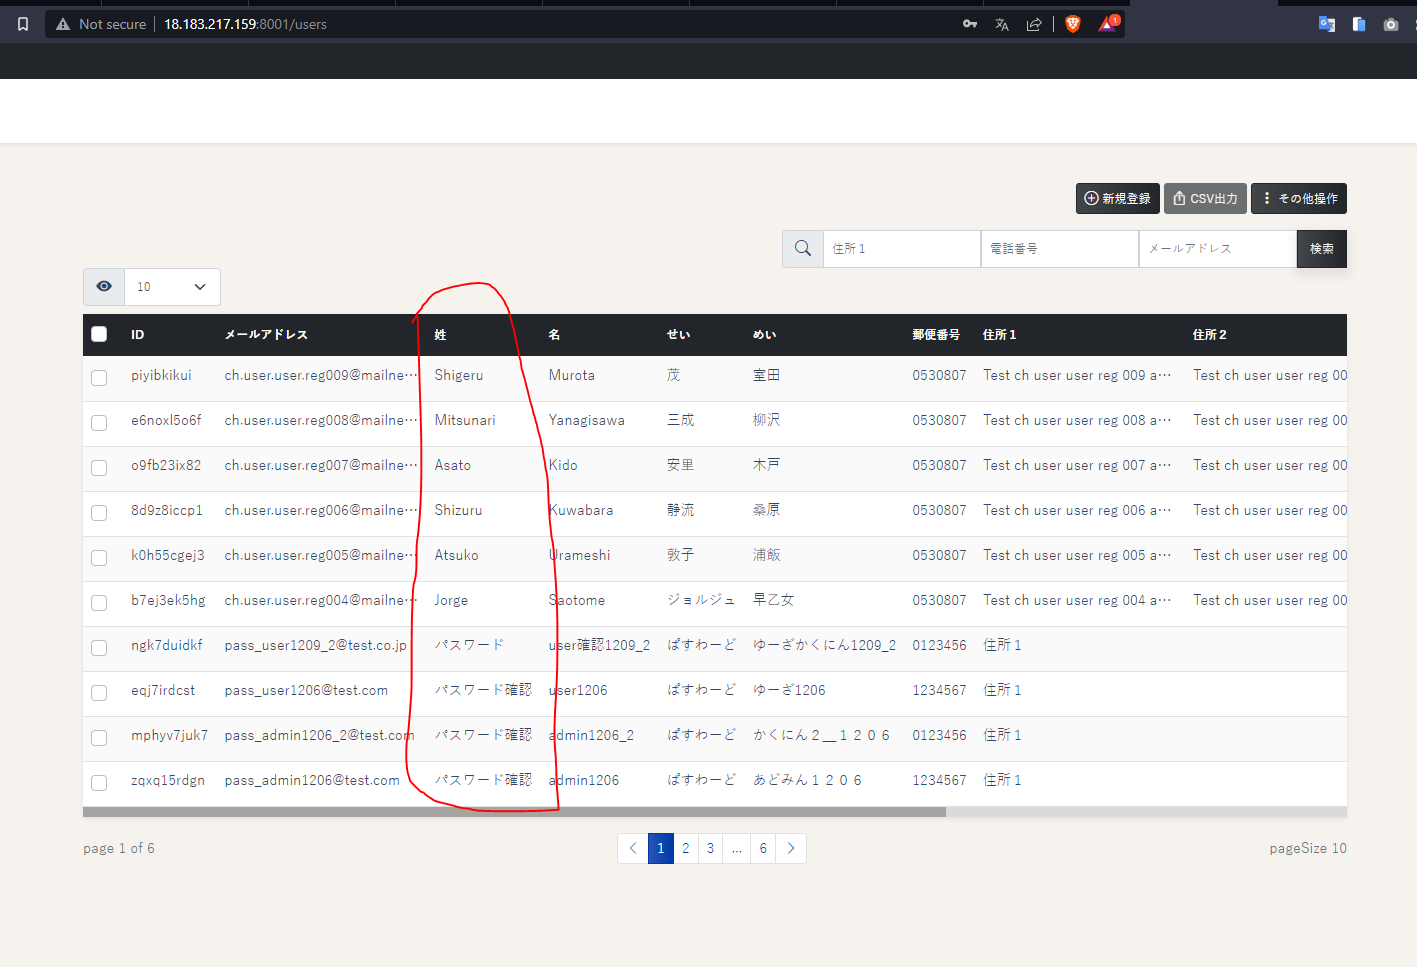 Not secure 18.183.217.159:8001/users
1
新規登録 CSV出力 その他操作
住所１ 電話番号 メールアドレス 検索
10
ID メールアドレス 姓 名 せい めい 郵便番号 住所１ 住所２
piyibkikui ch.user.user.reg009@mailne… Shigeru Murota 茂 室田 0530807 Test ch user user reg 009 a… Test ch user user reg 00
e6noxl5o6f ch.user.user.reg008@mailne… Mitsunari Yanagisawa 三成 柳沢 0530807 Test ch user user reg 008 a… Test ch user user reg 00
o9fb23ix82 ch.user.user.reg007@mailne… Asato Kido 安里 木戸 0530807 Test ch user user reg 007 a… Test ch user user reg 00
8d9z8iccp1 ch.user.user.reg006@mailne… Shizuru Kuwabara 静流 桑原 0530807 Test ch user user reg 006 a… Test ch user user reg 00
k0h55cgej3 ch.user.user.reg005@mailne… Atsuko Urameshi 敦子 浦飯 0530807 Test ch user user reg 005 a… Test ch user user reg 00
b7ej3ek5hg ch.user.user.reg004@mailne… Jorge Saotome ジョルジュ 早乙女 0530807 Test ch user user reg 004 a… Test ch user user reg 00
ngk7duidkf pass_user1209_2@test.co.jp パスワード user確認1209_2 ぱすわーど ゆーざかくにん1209_2 0123456 住所１
eqj7irdcst pass_user1206@test.com パスワード確認 user1206 ぱすわーど ゆーざ1206 1234567 住所１
mphyv7juk7 pass_admin1206_2@test.com パスワード確認 admin1206_2 ぱすわーど かくにん２＿１２０６ 0123456 住所１
zqxq15rdgn pass_admin1206@test.com パスワード確認 admin1206 ぱすわーど あどみん１２０６ 1234567 住所１
page 1 of 6 1 2 3 ... 6 pageSize 10